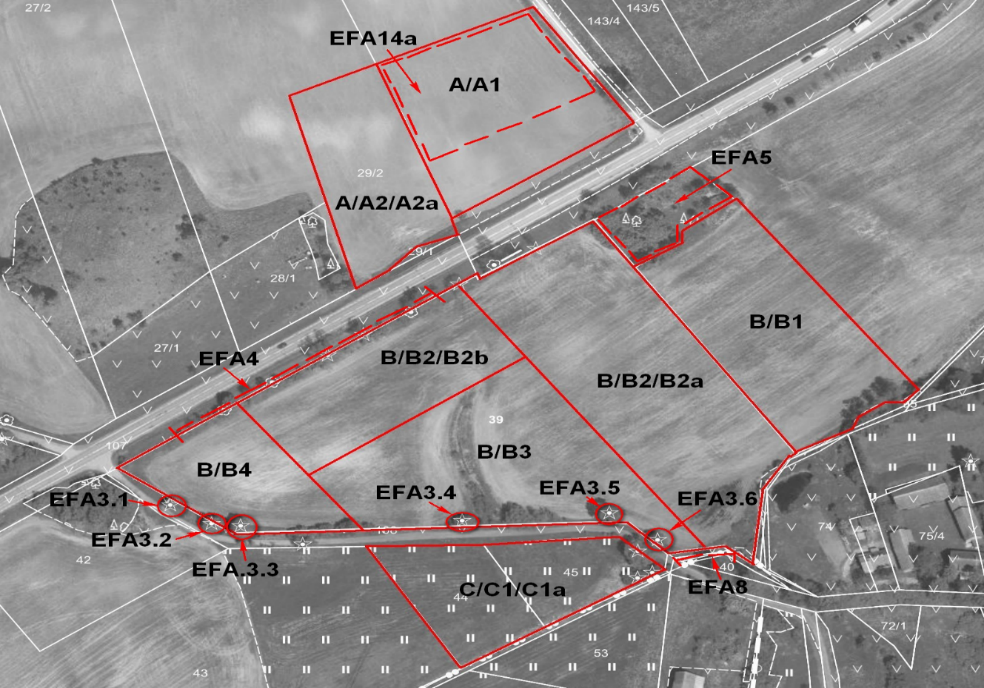 27/2
143/4
143/5
EFA14a
A/A1
EFA5
29/2
A/A2/A2a
29/1
28/1
B/B1
27/1
EFA4
B/B2/B2b
B/B2/B2a
39
107
B/B4
B/B3
EFA3.1
EFA3.4
EFA3.5
EFA3.6
EFA3.2
74
75/4
42
EFA.3.3
40
45
C/C1/C1a
44
EFA8
72/1
53
43